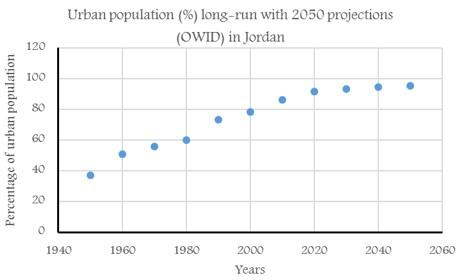 Urban population (%) long-run with 2050 projections
(OWID) in Jordan
Percentage of urban population
120
100
80
60
40
20
0
1940 1960 1980 2000 2020 2040 2060
Years